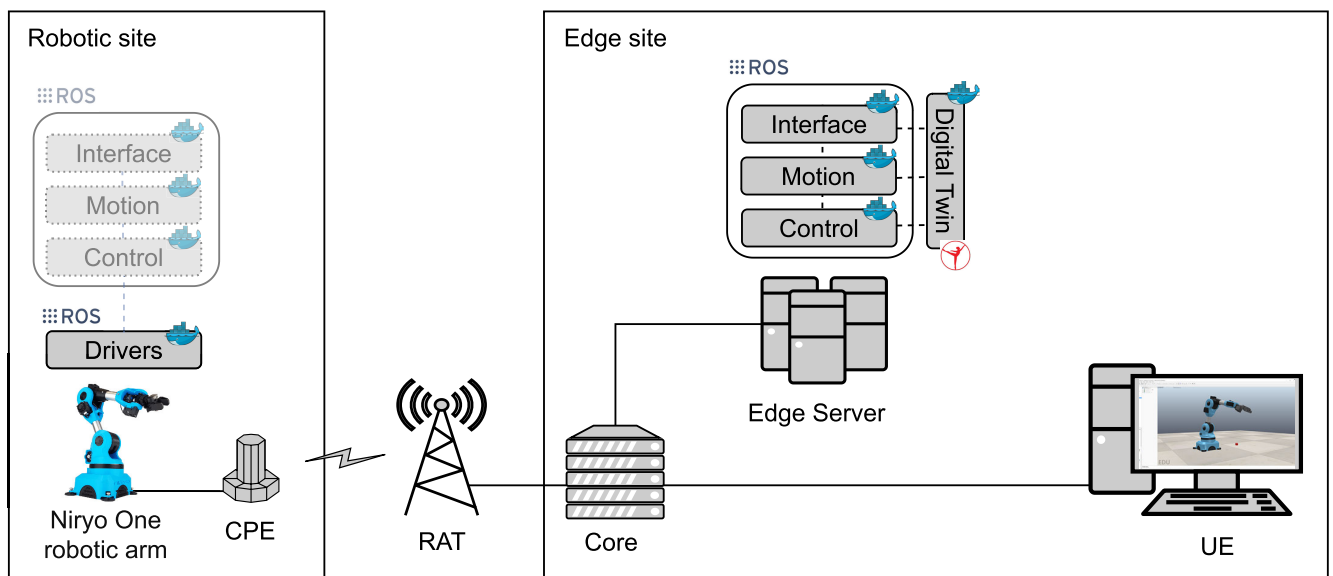 Robotic site
ROS
Interface
Motion
Control
ROS
Drivers
Niryo One
robotic arm
CPE
RAT
Edge site
ROS
Interface
Motion
Control
Digital Twin
Edge Server
Core
UE
EDU